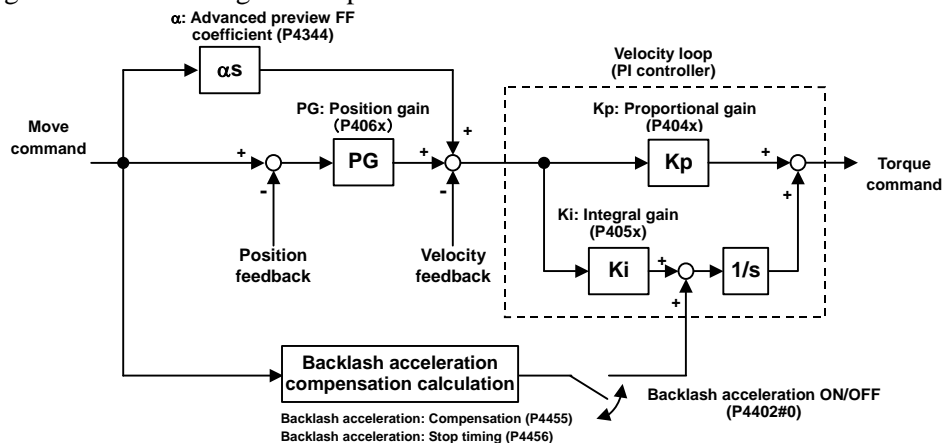 α: Advanced preview FF
coefficient (P4344)
αs
Velocity loop
(PI controller)
PG: Position gain
(P406x)
Kp: Proportional gain
(P404x)
Move
command
+
PG
+
+
Kp
+
Torque
command
-
-
+
Ki: Integral gain
(P405x)
Position
feedback
Velocity
feedback
Ki
+
1/s
+
Backlash acceleration
compensation calculation
Backlash acceleration ON/OFF
(P4402#0)
Backlash acceleration: Compensation (P4455)
Backlash acceleration: Stop timing (P4456)